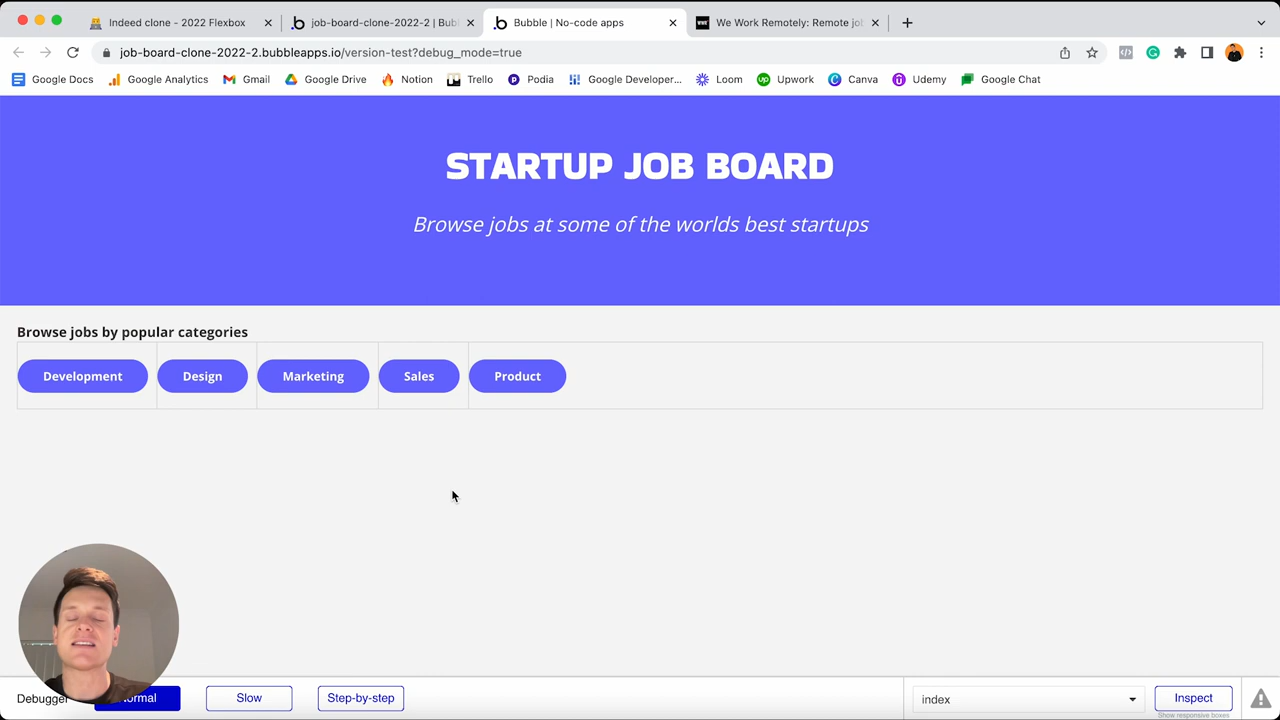 Indeed clone - 2022 Flexbox
job-board-clone-2022-2 | Bub
Bubble | No-code apps
We Work Remotely: Remote jo
job-board-clone-2022-2.bubbleapps.io/version-test?debug_mode=true
Google Docs
Google Analytics
Gmail
Google Drive
Notion
Trello
Podia
Google Developer...
Loom
Upwork
Canva
Udemy
Google Chat
STARTUP JOB BOARD
Browse jobs at some of the worlds best startups
Browse jobs by popular categories
Development
Design
Marketing
Sales
Product
Debugger
ormal
Slow
Step-by-step
index
Inspect
Show responsive boxes